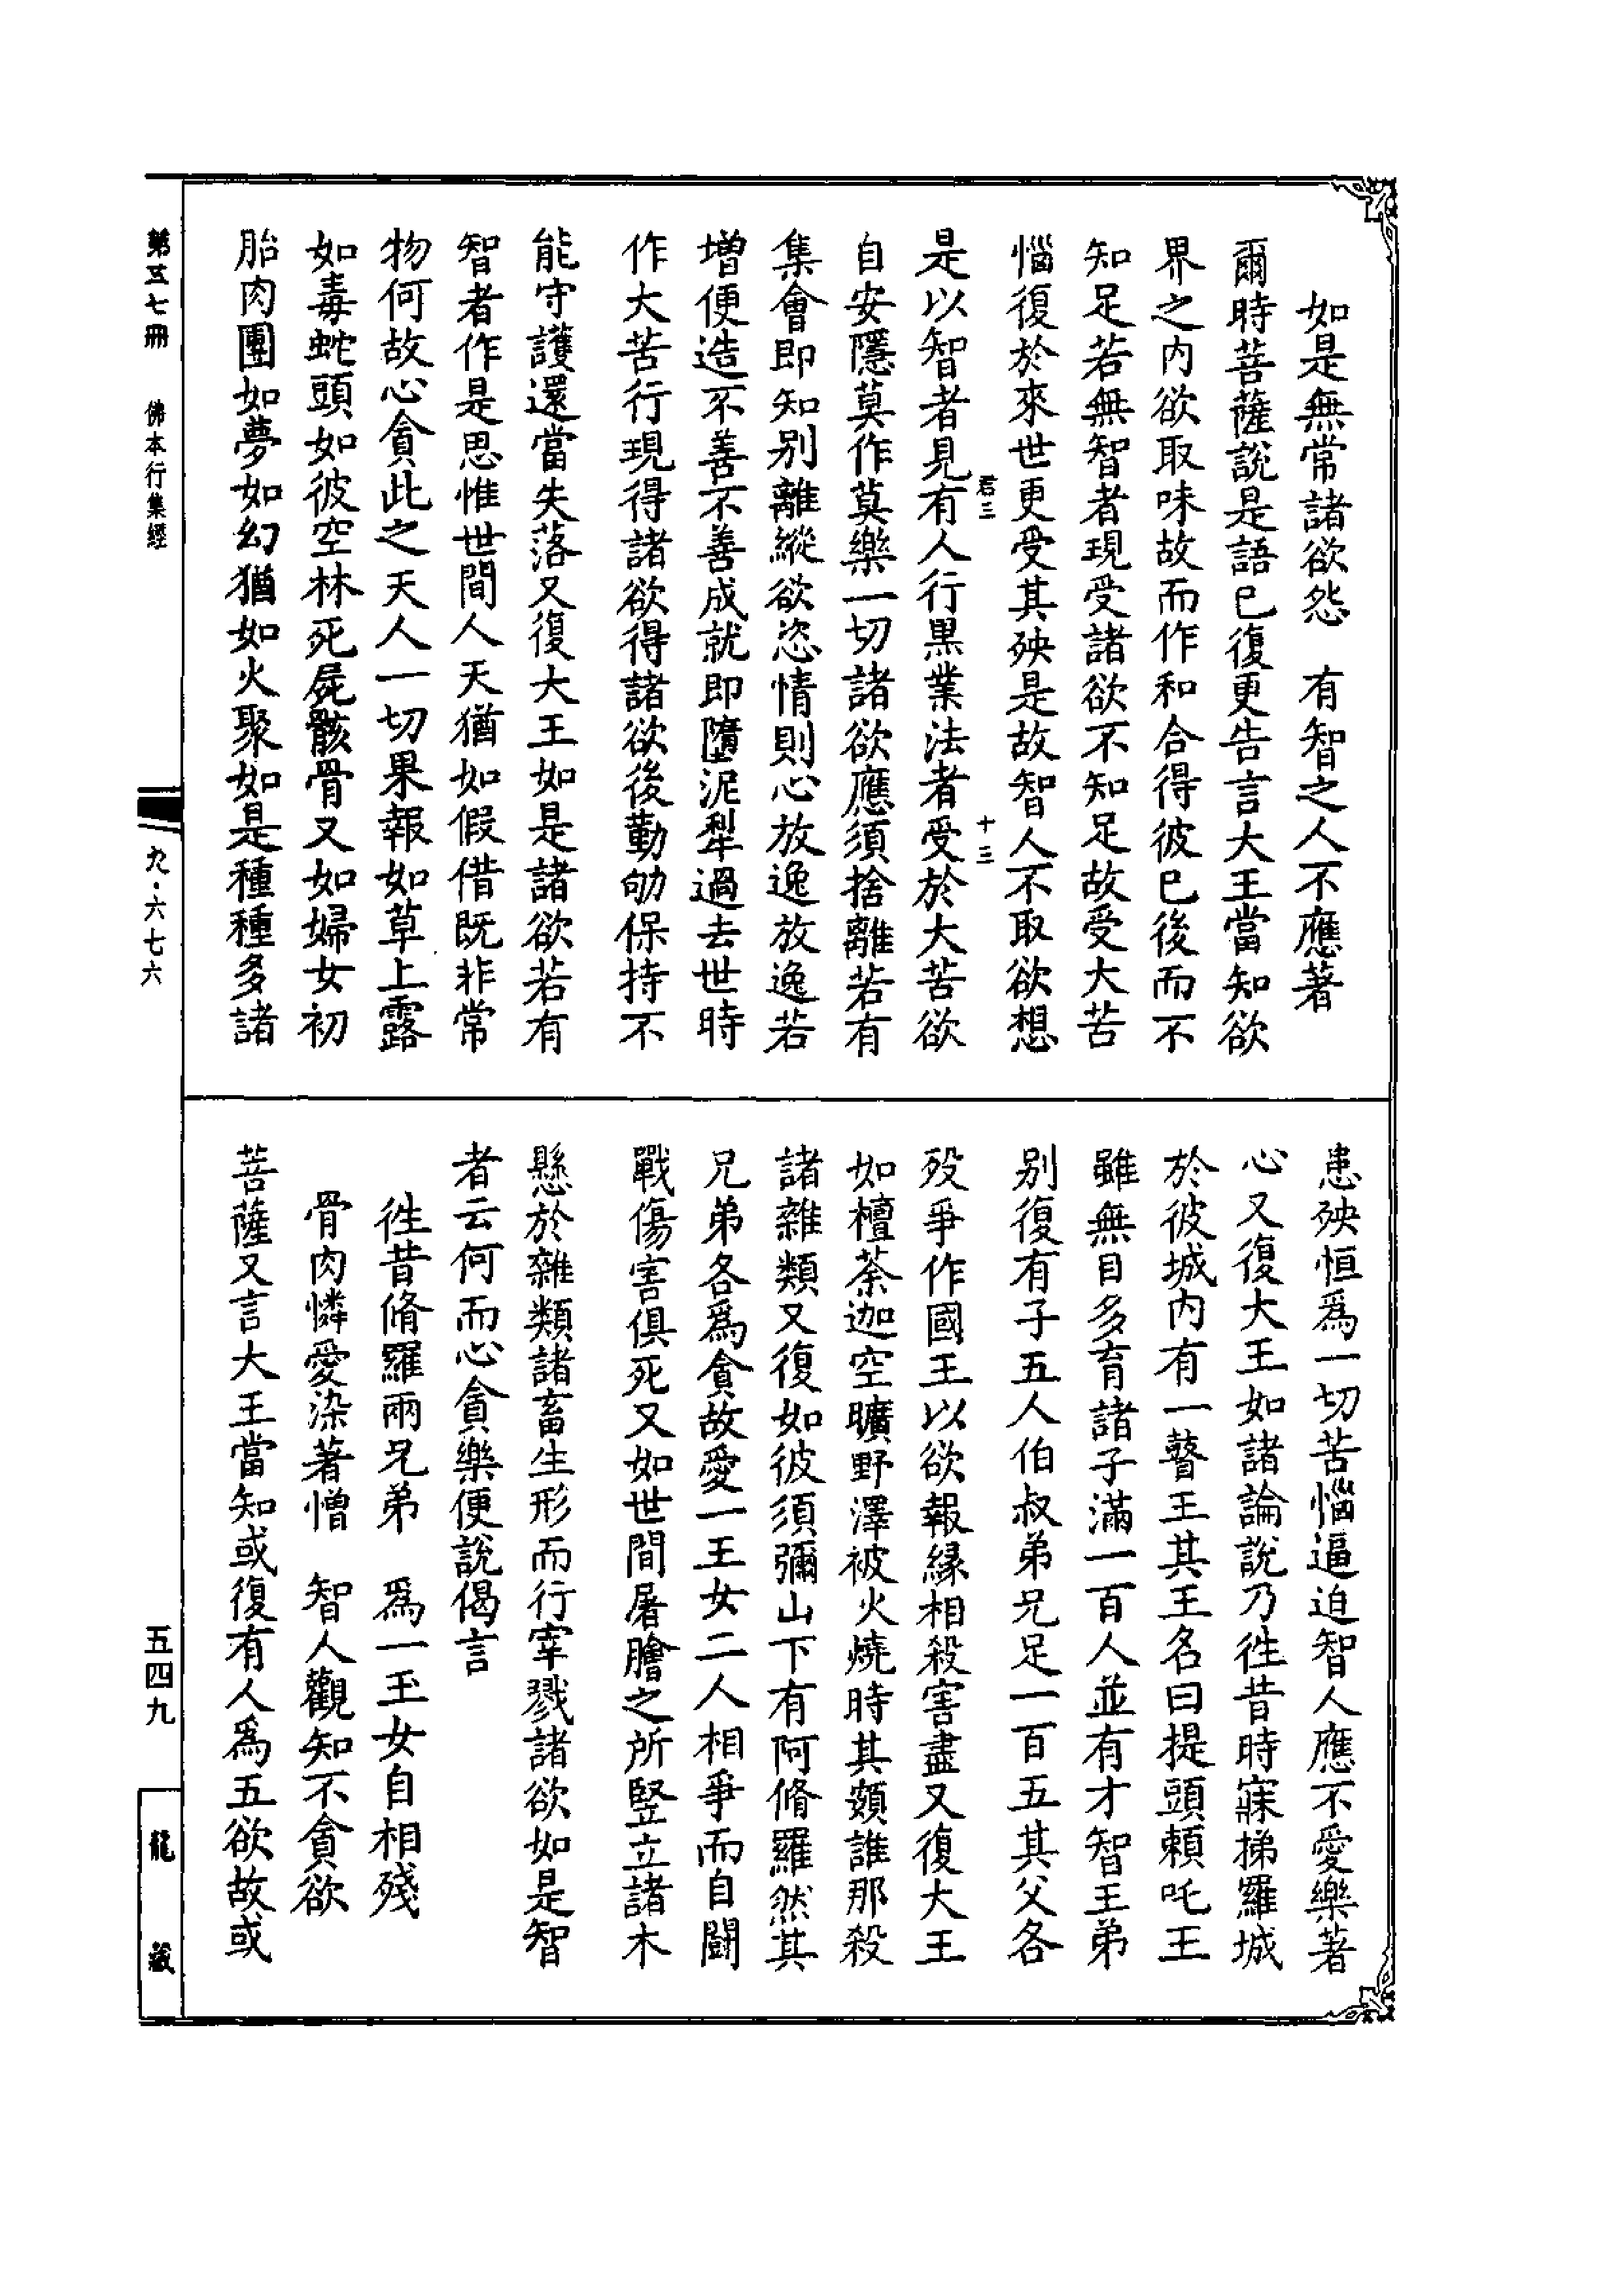 如是無常諸欲怨　有智之人不應著
爾時菩薩說是語已復更告言大王當知欲
界之内欲取味故而作和合得彼已後而不
知足若無智者現受諸欲不知足故受大苦
惱復於來世更受其殃是故智人不取欲想
君三　十三
是以智者見有人行黑業法者受於大苦欲
自安隱莫作莫樂一切諸欲應須捨離若有
集會即知别離縱欲恣情則心放逸放逸若
增便造不善不善成就即墮泥犁過去世時
作大苦行現得諸欲得諸欲後勤劬保持不
能守護還當失落又復大王如是諸欲若有
智者作是思惟世間人天猶如假借既非常
物何故心貪此之天人一切果報如草上露
如毒蛇頭如彼空林死屍骸骨又如婦女初
胎肉團如夢如幻猶如火聚如是種種多諸
患殃恒爲一切苦惱逼迫智人應不愛樂著
心又復大王如諸論說乃徃昔時寐梯羅城
於彼城内有一瞽王其王名曰提頭頼吒王
雖無目多育諸子滿一百人並有才智王弟
别復有子五人伯叔弟兄足一百五其父各
殁爭作國王以欲報緣相殺害盡又復大王
如檀荼迦空曠野澤被火燒時其頞誰那殺
諸雜類又復如彼須彌山下有阿脩羅然其
兄弟各爲貪故愛一王女二人相爭而自鬪
戰傷害俱死又如世間屠膾之所竪立諸木
懸於雜類諸畜生形而行宰戮諸欲如是智
者云何而心貪樂便說偈言
徃昔脩羅兩兄弟　爲一玉女自相殘
骨肉憐愛染著憎　智人觀知不貪欲
菩薩又言大王當知或復有人爲五欲故或
第五七冊　佛本行集經
九·六七六
五四九
龍藏